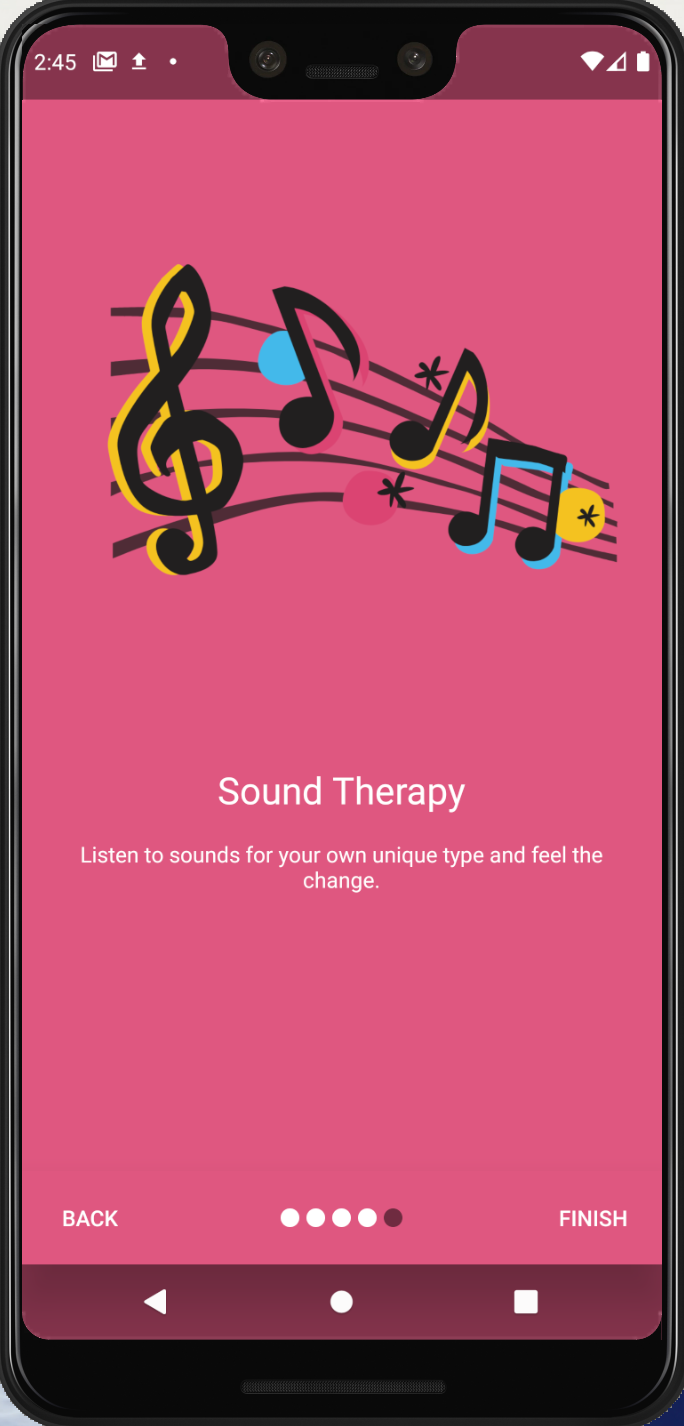 2:45
Sound Therapy
Listen to sounds for your own unique type and feel the
change.
BACK
FINISH